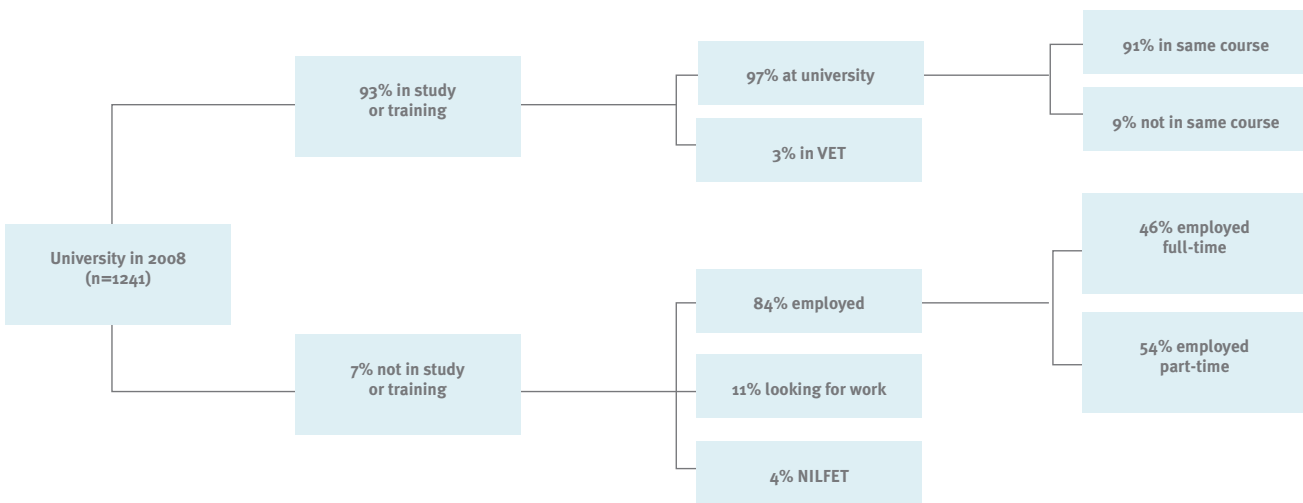 University in 2008
(n=1241)
93% in study
or training
97% at university
91% in same course
9% not in same course
3% in VET
7% not in study
or training
84% employed
46% employed
full-time
54% employed
part-time
11% looking for work
4% NILFET